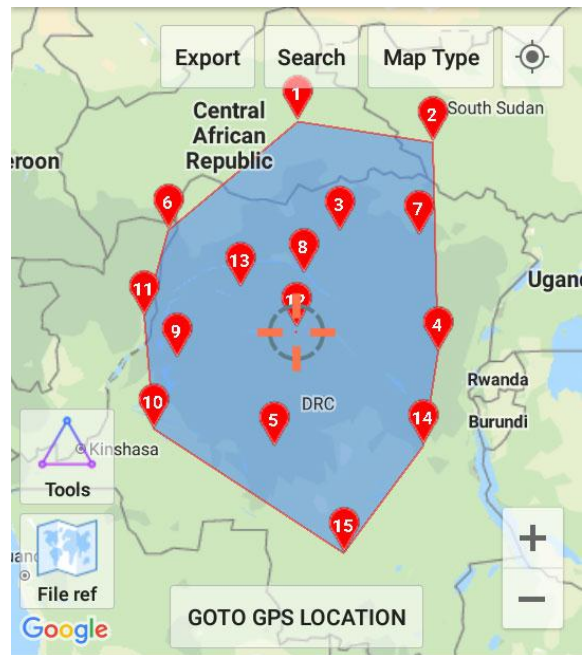 Export
Search
Map Type
1
2
South Sudan
Central
African
Republic
eroon
6
3
7
8
13
Ugan
11
12
4
9
Rwanda
10
DRC
5
14
Burundi
Kinshasa
Tools
15
uand
File ref
+
−
GOTO GPS LOCATION
Google